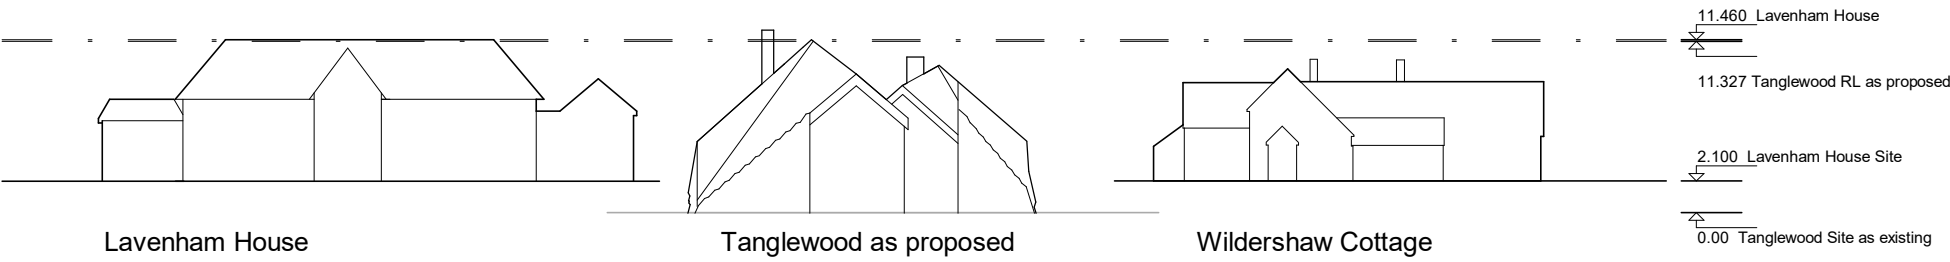 11.460 Lavenham House
11.327 Tanglewood RL as proposed
2.100 Lavenham House Site
0.00 Tanglewood Site as existing
Lavenham House
Tanglewood as proposed
Wildershaw Cottage